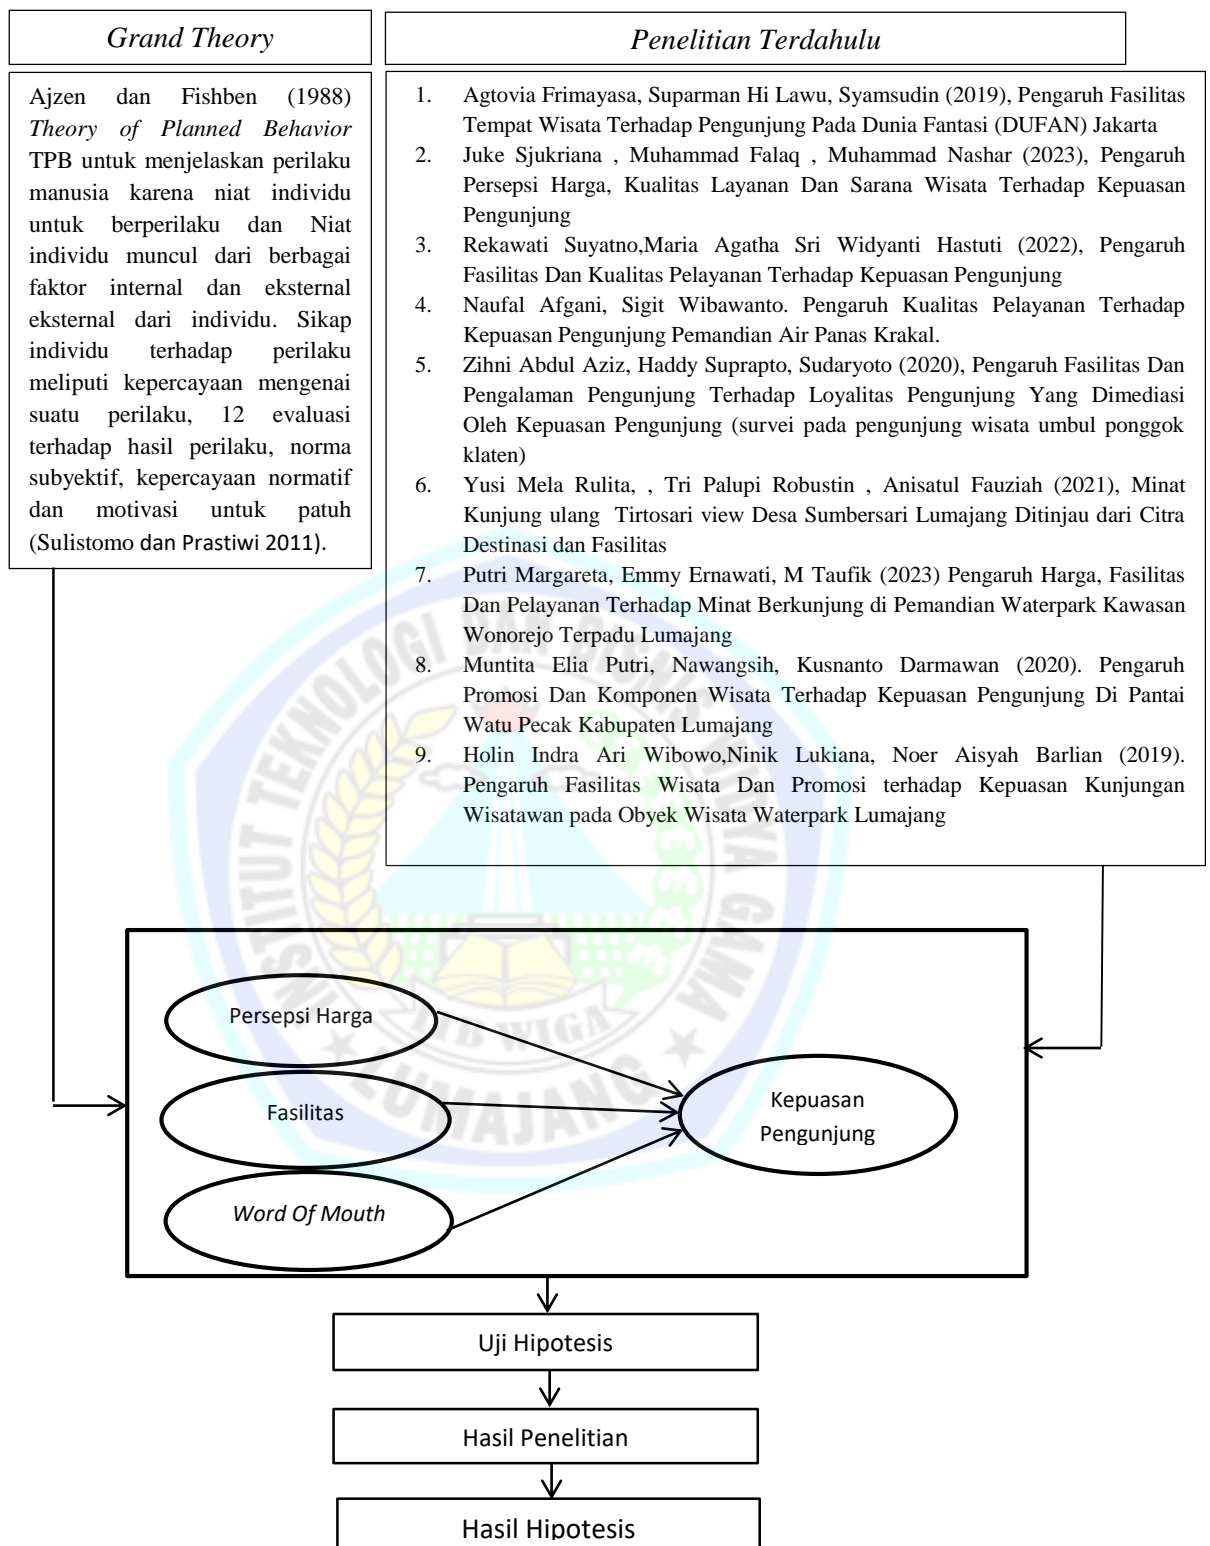 Grand Theory
Ajzen dan Fishben (1988)
Theory of Planned Behavior
TPB untuk menjelaskan perilaku
manusia karena niat individu
untuk berperilaku dan Niat
individu muncul dari berbagai
faktor internal dan eksternal
eksternal dari individu. Sikap
individu terhadap perilaku
meliputi kepercayaan mengenai
suatu perilaku, 12 evaluasi
terhadap hasil perilaku, norma
subyektif, kepercayaan normatif
dan motivasi untuk patuh
(Sulistomo dan Prastiwi 2011).
Penelitian Terdahulu
1. Agtovia Frimayasa, Suparman Hi Lawu, Syamsudin (2019), Pengaruh Fasilitas
Tempat Wisata Terhadap Pengunjung Pada Dunia Fantasi (DUFAN) Jakarta
2. Juke Sjukriana , Muhammad Falaq , Muhammad Nashar (2023), Pengaruh
Persepsi Harga, Kualitas Layanan Dan Sarana Wisata Terhadap Kepuasan
Pengunjung
3. Rekawati Suyatno,Maria Agatha Sri Widyanti Hastuti (2022), Pengaruh
Fasilitas Dan Kualitas Pelayanan Terhadap Kepuasan Pengunjung
4. Naufal Afgani, Sigit Wibawanto. Pengaruh Kualitas Pelayanan Terhadap
Kepuasan Pengunjung Pemandian Air Panas Krakal.
5. Zihni Abdul Aziz, Haddy Suprapto, Sudaryoto (2020), Pengaruh Fasilitas Dan
Pengalaman Pengunjung Terhadap Loyalitas Pengunjung Yang Dimediasi
Oleh Kepuasan Pengunjung (survei pada pengunjung wisata umbul ponggok
klaten)
6. Yusi Mela Rulita, , Tri Palupi Robustin , Anisatul Fauziah (2021), Minat
Kunjung ulang Tirtosari view Desa Sumbersari Lumajang Ditinjau dari Citra
Destinasi dan Fasilitas
7. Putri Margareta, Emmy Ernawati, M Taufik (2023) Pengaruh Harga, Fasilitas
Dan Pelayanan Terhadap Minat Berkunjung di Pemandian Waterpark Kawasan
Wonorejo Terpadu Lumajang
8. Muntita Elia Putri, Nawangsih, Kusnanto Darmawan (2020). Pengaruh
Promosi Dan Komponen Wisata Terhadap Kepuasan Pengunjung Di Pantai
Watu Pecak Kabupaten Lumajang
9. Holin Indra Ari Wibowo,Ninik Lukiana, Noer Aisyah Barlian (2019).
Pengaruh Fasilitas Wisata Dan Promosi terhadap Kepuasan Kunjungan
Wisatawan pada Obyek Wisata Waterpark Lumajang
INSTITUT TEKNOLOGI DAN BISNIS WIDYA GAMA
ITB WIGA
LUMAJANG
Persepsi Harga
Fasilitas
Word Of Mouth
Kepuasan
Pengunjung
Uji Hipotesis
Hasil Penelitian
Hasil Hipotesis